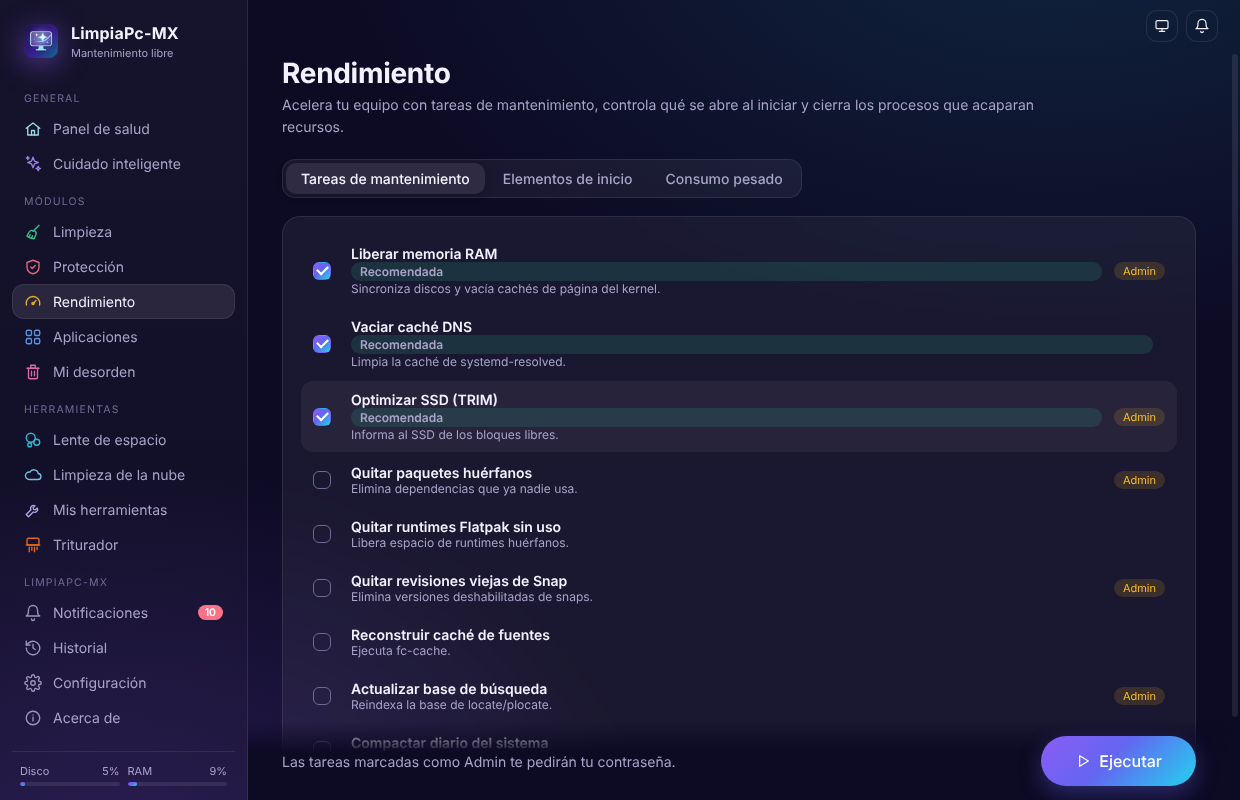 LimpiaPc-MX
Mantenimiento libre
GENERAL
Panel de salud
Cuidado inteligente
MÓDULOS
Limpieza
Protección
Rendimiento
Aplicaciones
Mi desorden
HERRAMIENTAS
Lente de espacio
Limpieza de la nube
Mis herramientas
Triturador
LIMPIAPC-MX
Notificaciones 10
Historial
Configuración
Acerca de
Disco 5% RAM 9%
Rendimiento
Acelera tu equipo con tareas de mantenimiento, controla qué se abre al iniciar y cierra los procesos que acaparan
recursos.
Tareas de mantenimiento Elementos de inicio Consumo pesado
Liberar memoria RAM
Recomendada Admin
Sincroniza discos y vacía cachés de página del kernel.
Vaciar caché DNS
Recomendada
Limpia la caché de systemd-resolved.
Optimizar SSD (TRIM)
Recomendada Admin
Informa al SSD de los bloques libres.
Quitar paquetes huérfanos Admin
Elimina dependencias que ya nadie usa.
Quitar runtimes Flatpak sin uso
Libera espacio de runtimes huérfanos.
Quitar revisiones viejas de Snap Admin
Elimina versiones deshabilitadas de snaps.
Reconstruir caché de fuentes
Ejecuta fc-cache.
Actualizar base de búsqueda Admin
Reindexa la base de locate/plocate.
Compactar diario del sistema
Las tareas marcadas como Admin te pedirán tu contraseña.
Ejecutar